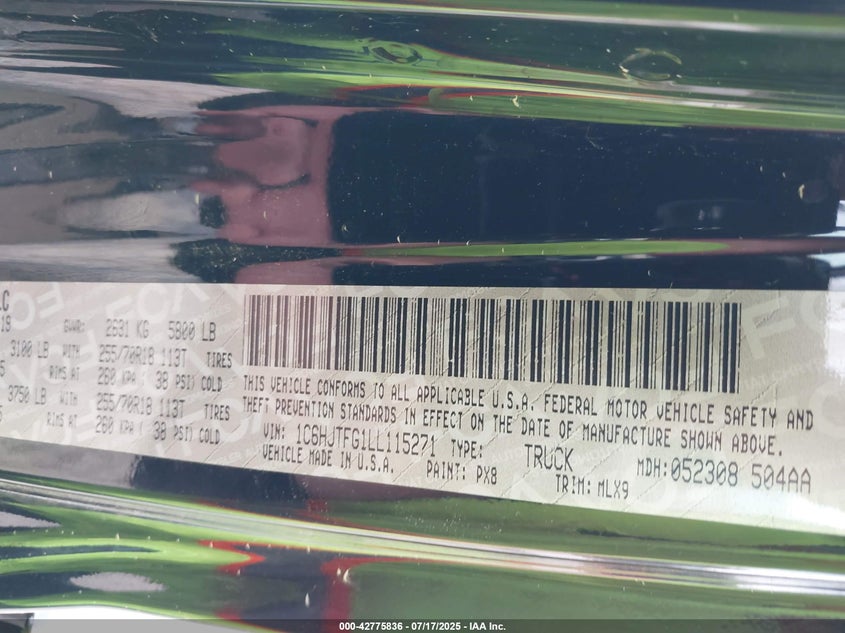 LC
19
GVWR: 2631 KG 5800 LB
3100 LB WITH 255/70R18 113T TIRES
RIMS AT 260 KPA ( 38 PSI) COLD
3750 LB WITH 255/70R18 113T TIRES
RIMS AT 260 KPA ( 38 PSI) COLD
THIS VEHICLE CONFORMS TO ALL APPLICABLE U.S.A. FEDERAL MOTOR VEHICLE SAFETY AND
THEFT PREVENTION STANDARDS IN EFFECT ON THE DATE OF MANUFACTURE SHOWN ABOVE.
VIN: 1C6HJTFG1LL115271 TYPE: TRUCK MDH:052308 504AA
VEHICLE MADE IN U.S.A. PAINT: PX8 TRIM: MLX9
000-42775836 - 07/17/2025 - IAA Inc.